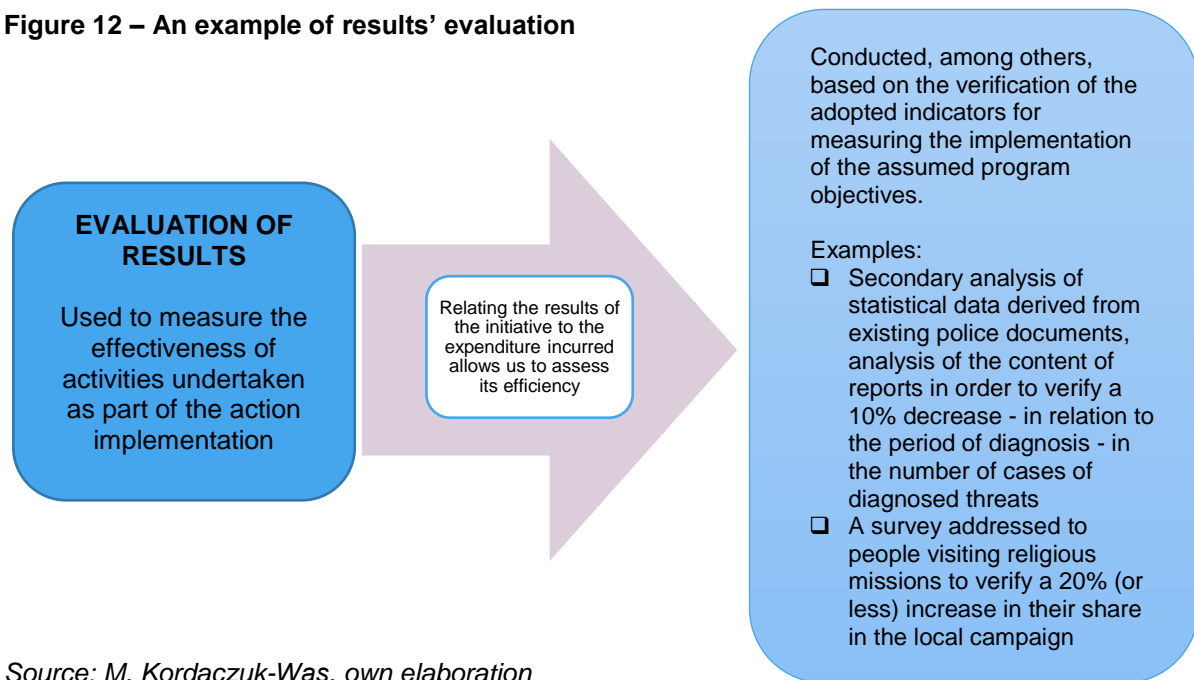 Figure 12 – An example of results' evaluation
EVALUATION OF
RESULTS
Used to measure the
effectiveness of
activities undertaken
as part of the action
implementation
Relating the results of
the initiative to the
expenditure incurred
allows us to assess
its efficiency
Conducted, among others,
based on the verification of the
adopted indicators for
measuring the implementation
of the assumed program
objectives.
Examples:
❑ Secondary analysis of
statistical data derived from
existing police documents,
analysis of the content of
reports in order to verify a
10% decrease - in relation to
the period of diagnosis - in
the number of cases of
diagnosed threats
❑ A survey addressed to
people visiting religious
missions to verify a 20% (or
less) increase in their share
in the local campaign
Source: M. Kordaczuk-Was, own elaboration